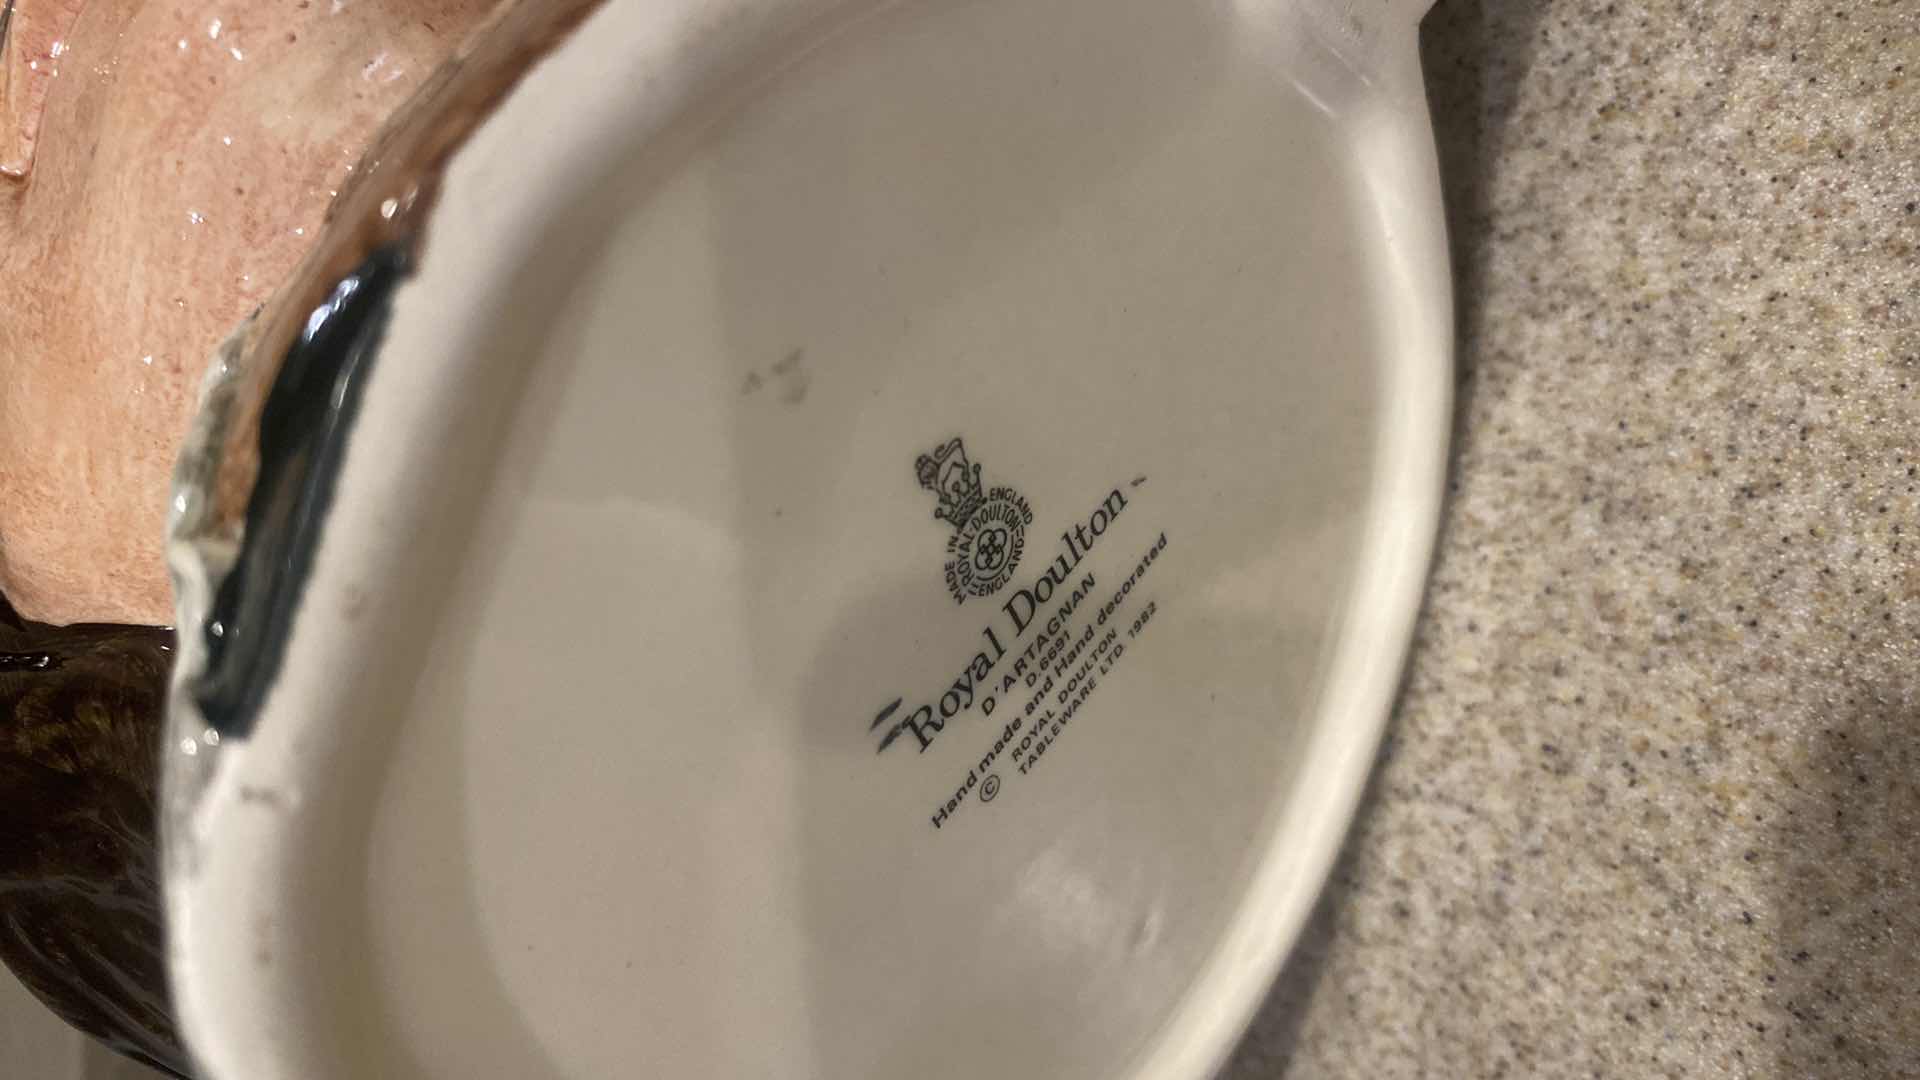 MADE IN ENGLAND
ROYAL-DOULTON
ENGLAND
Royal Doulton
D'ARTAGNAN
D.6691
Hand made and Hand decorated
© ROYAL DOULTON
TABLEWARE LTD 1982